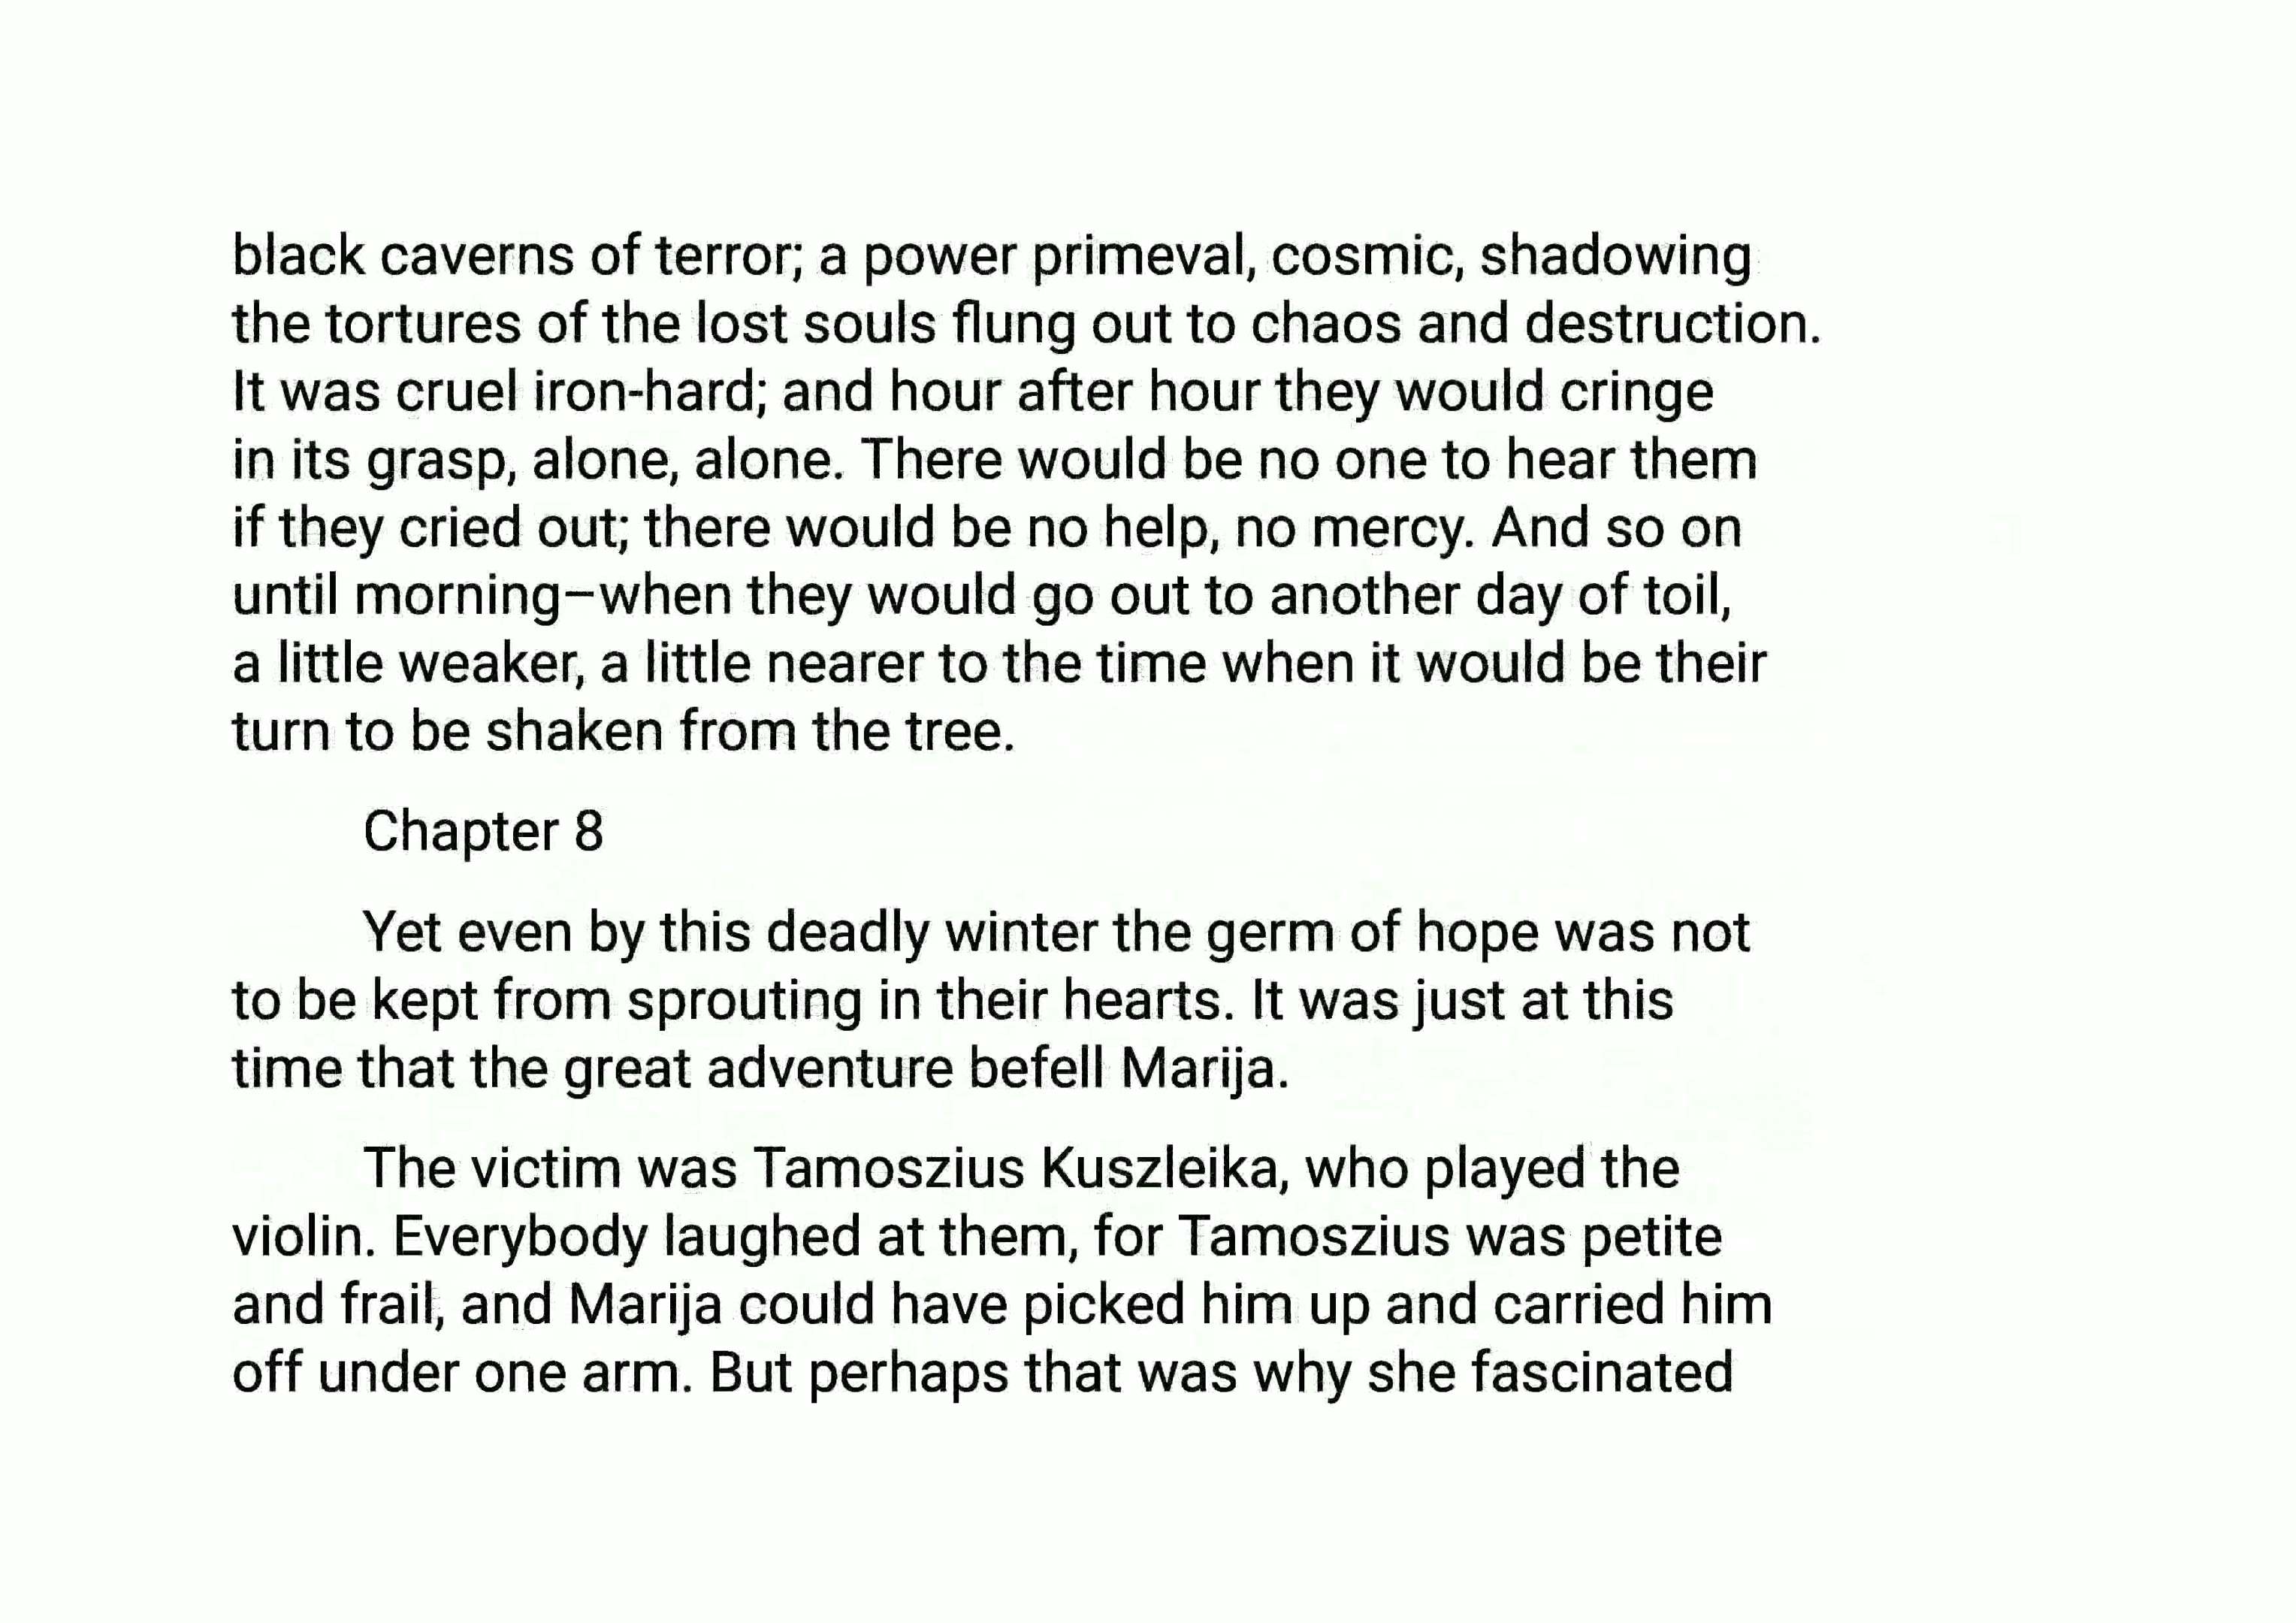 black caverns of terror; a power primeval, cosmic, shadowing
the tortures of the lost souls flung out to chaos and destruction.
It was cruel iron-hard; and hour after hour they would cringe
in its grasp, alone, alone. There would be no one to hear them
if they cried out; there would be no help, no mercy. And so on
until morning–when they would go out to another day of toil,
a little weaker, a little nearer to the time when it would be their
turn to be shaken from the tree.
Chapter 8
Yet even by this deadly winter the germ of hope was not
to be kept from sprouting in their hearts. It was just at this
time that the great adventure befell Marija.
The victim was Tamoszius Kuszleika, who played the
violin. Everybody laughed at them, for Tamoszius was petite
and frail, and Marija could have picked him up and carried him
off under one arm. But perhaps that was why she fascinated